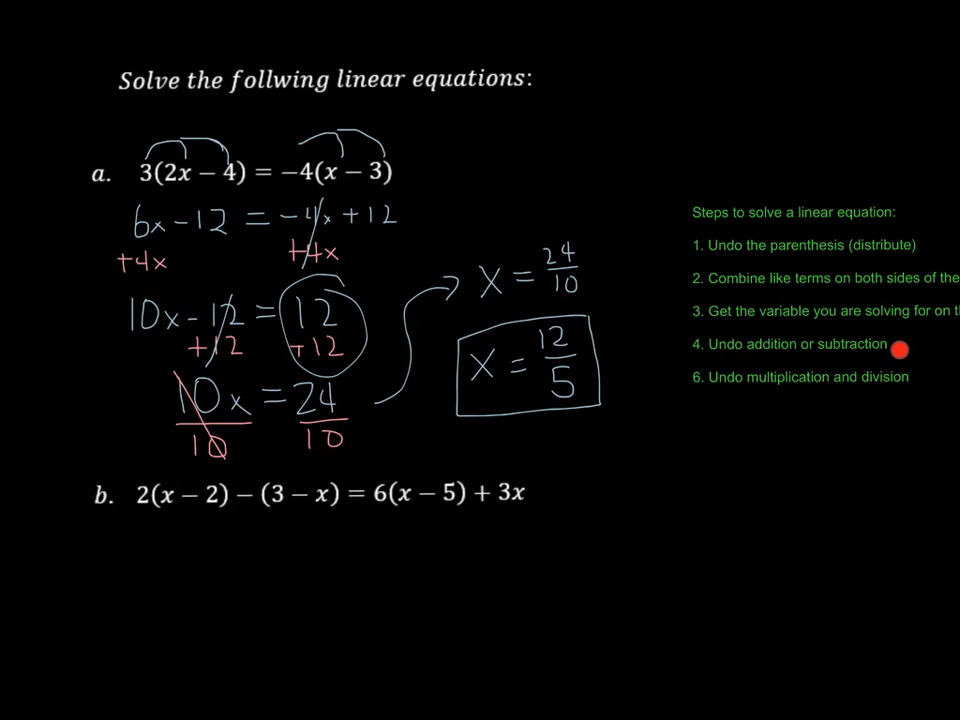 Solve the follwing linear equations:
a. 3(2x − 4) = −4(x − 3)
6x − 12 = −4x + 12
+4x +4x
10x − 12 = 12
+12 +12
10x = 24
10 10
x = 24/10
x = 12/5
b. 2(x − 2) − (3 − x) = 6(x − 5) + 3x
Steps to solve a linear equation:
1. Undo the parenthesis (distribute)
2. Combine like terms on both sides of the
3. Get the variable you are solving for on
4. Undo addition or subtraction
6. Undo multiplication and division